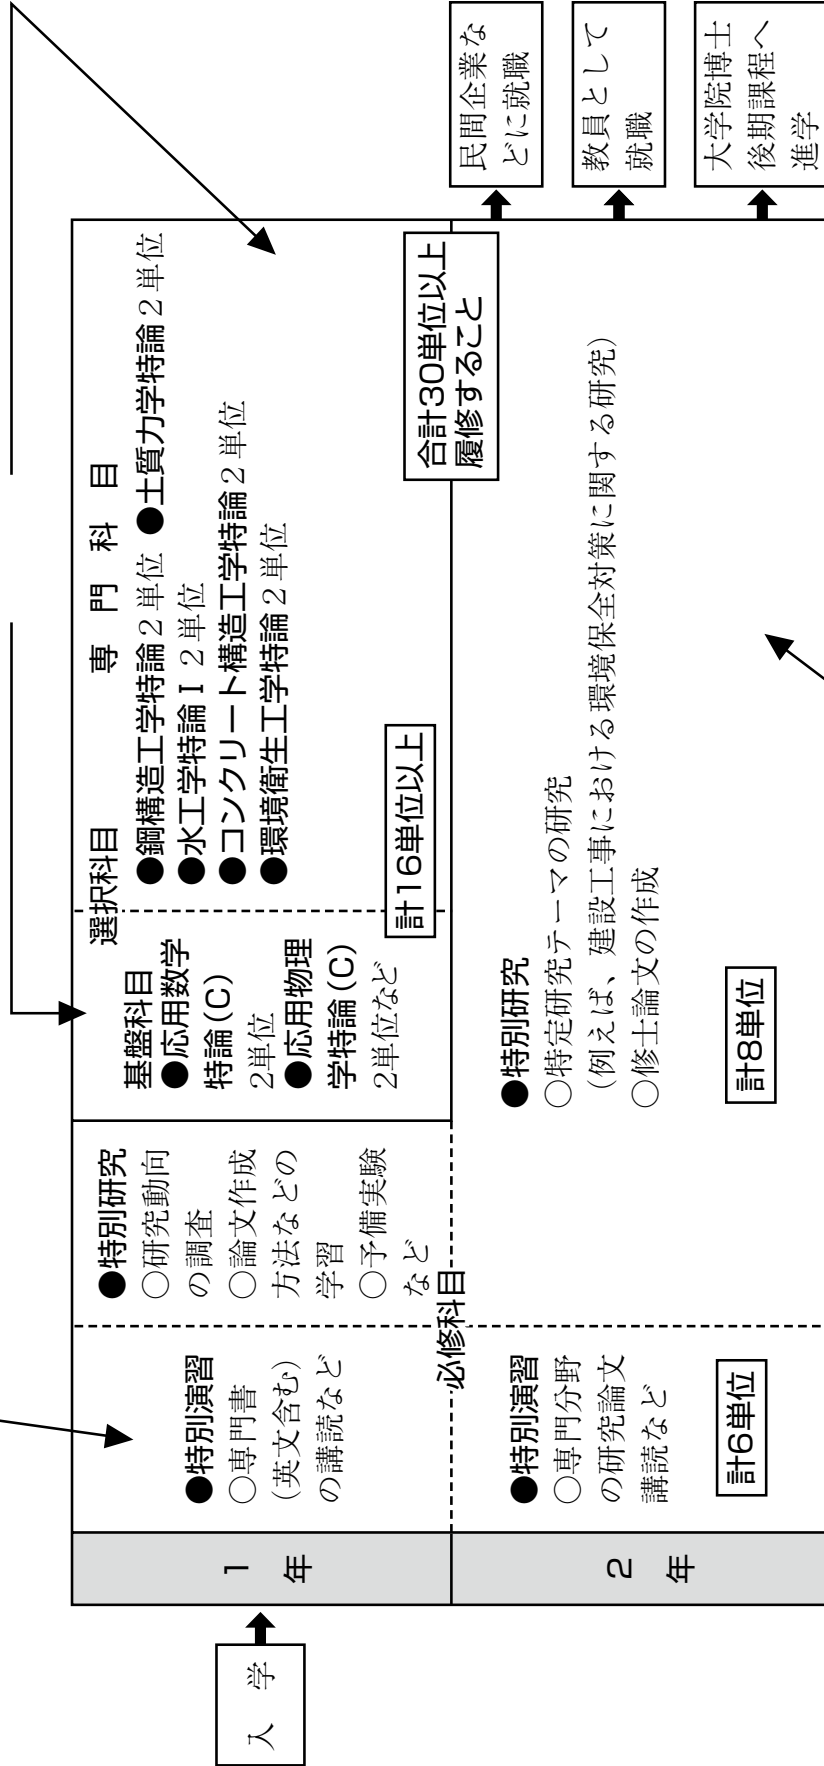 入　学
1
年
●特別演習
○専門書
(英文含む)
の講読など
●特別研究
○研究動向
の調査
○論文作成
方法などの
学習
○予備実験
など
必修科目
選択科目
基盤科目
●応用数学
特論(C)
2単位
●応用物理
学特論(C)
2単位など
専　門　科　目
●鋼構造工学特論２単位 ●土質力学特論２単位
●水工学特論Ⅰ２単位
●コンクリート構造工学特論２単位
●環境衛生工学特論２単位
計16単位以上
合計30単位以上
履修すること
2
年
●特別演習
○専門分野
の研究論文
講読など
計6単位
●特別研究
○特定研究テーマの研究
(例えば、建設工事における環境保全対策に関する研究)
○修士論文の作成
計8単位
民間企業な
どに就職
教員として
就職
大学院博士
後期課程へ
進学